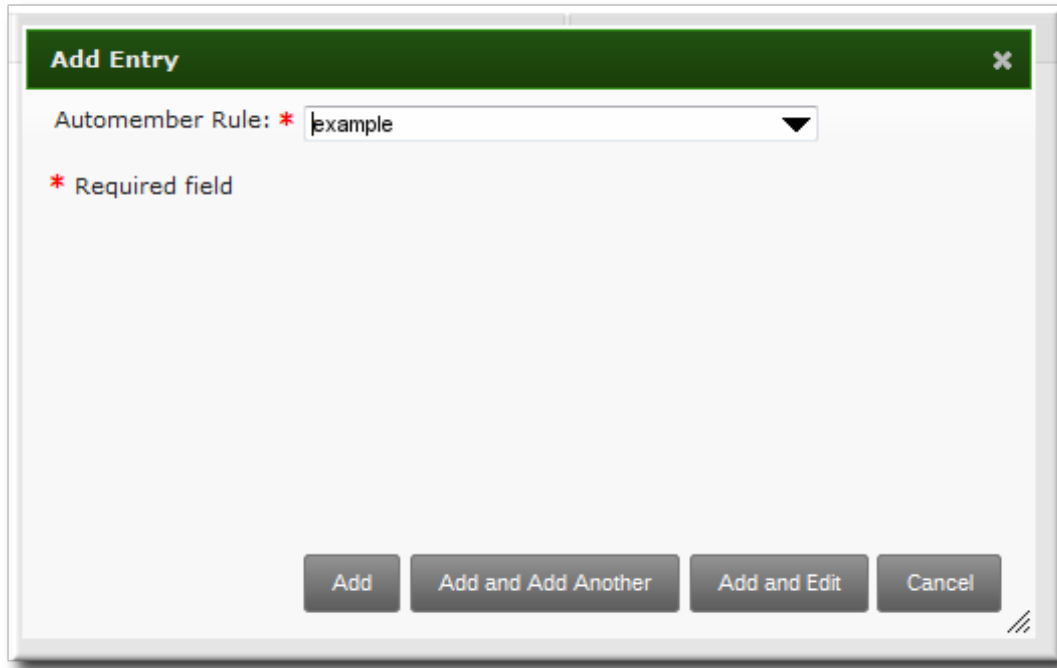 Add Entry
Automember Rule: * example
* Required field
Add Add and Add Another Add and Edit Cancel